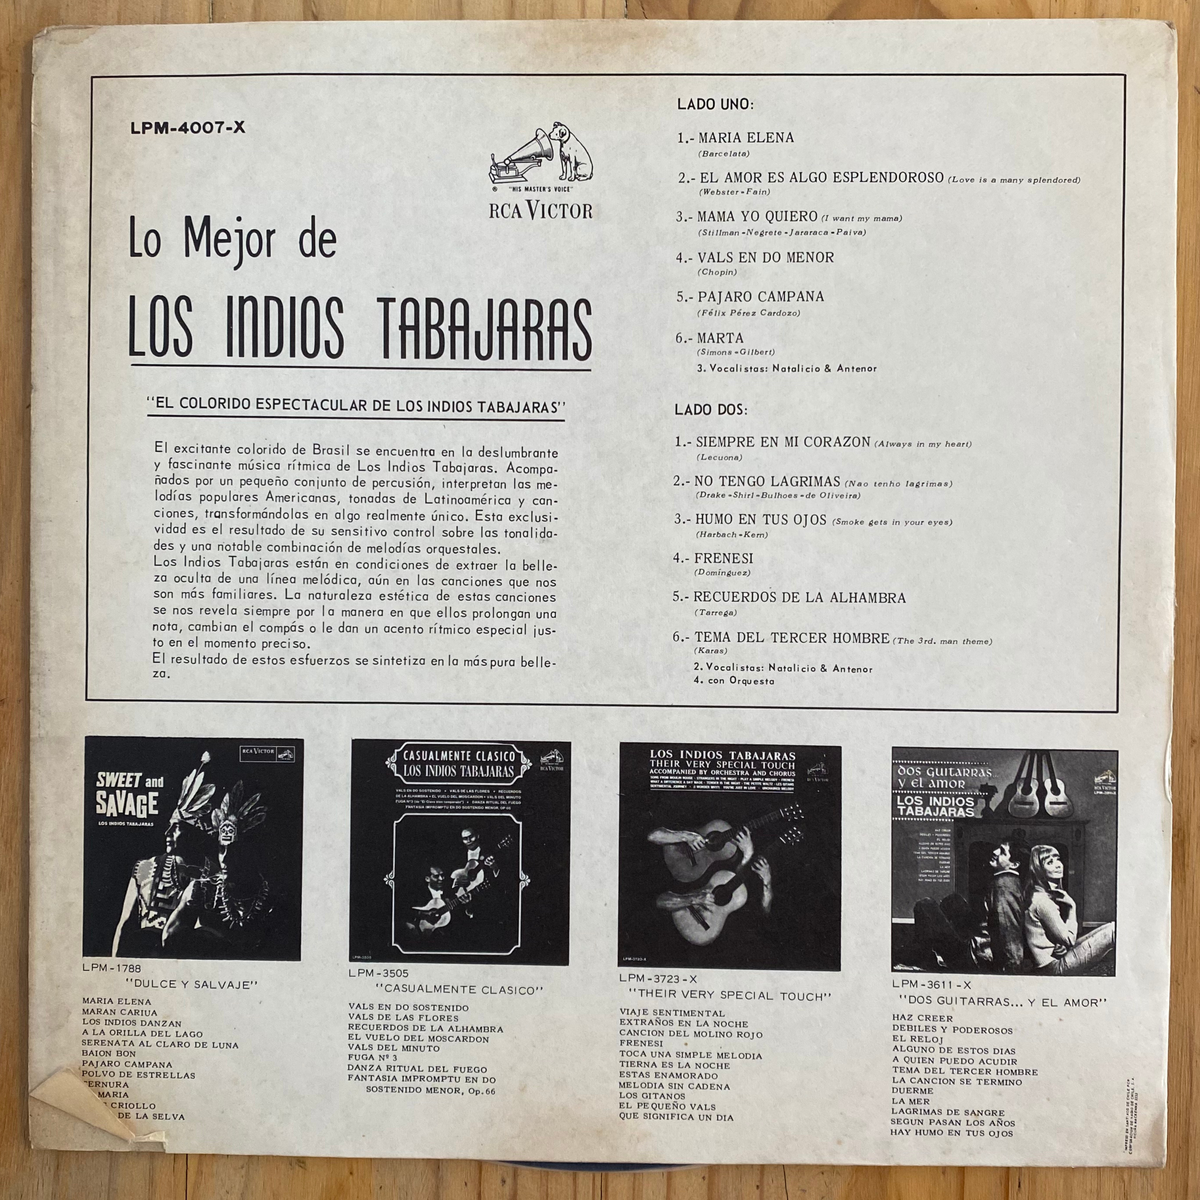 LPM-4007-X
"HIS MASTER'S VOICE"
RCA VICTOR
Lo Mejor de
LOS INDIOS TABAJARAS
"EL COLORIDO ESPECTACULAR DE LOS INDIOS TABAJARAS"
El excitante colorido de Brasil se encuentra en la deslumbrante
y fascinante música rítmica de Los Indios Tabajaras. Acompa-
ñados por un pequeño conjunto de percusión, interpretan las me-
lodías populares Americanas, tonadas de Latinoamérica y can-
ciones, transformándolas en algo realmente único. Esta exclusi-
vidad es el resultado de su sensitivo control sobre las tonalida-
des y una notable combinación de melodías orquestales.
Los Indios Tabajaras están en condiciones de extraer la belle-
za oculta de una línea melódica, aún en las canciones que nos
son más familiares. La naturaleza estética de estas canciones
se nos revela siempre por la manera en que ellos prolongan una
nota, cambian el compás o le dan un acento rítmico especial jus-
to en el momento preciso.
El resultado de estos esfuerzos se sintetiza en la más pura belle-
za.
LADO UNO:
1.- MARIA ELENA
(Barcelata)
2.- EL AMOR ES ALGO ESPLENDOROSO (Love is a many splendored)
(Webster-Fain)
3.- MAMA YO QUIERO (I want my mama)
(Stillman-Negrete-Jararaca-Paiva)
4.- VALS EN DO MENOR
(Chopin)
5.- PAJARO CAMPANA
(Félix Pérez Cardozo)
6.- MARTA
(Simons-Gilbert)
3. Vocalistas: Natalicio & Antenor
LADO DOS:
1.- SIEMPRE EN MI CORAZON (Always in my heart)
(Lecuona)
2.- NO TENGO LAGRIMAS (Nao tenho lagrimas)
(Drake-Shirl-Bulhoes-de Oliveira)
3.- HUMO EN TUS OJOS (Smoke gets in your eyes)
(Harbach-Kern)
4.- FRENESI
(Domínguez)
5.- RECUERDOS DE LA ALHAMBRA
(Tarrega)
6.- TEMA DEL TERCER HOMBRE (The 3rd. man theme)
(Karas)
2. Vocalistas: Natalicio & Antenor
4. con Orquesta
RCA VICTOR
SWEET and
SAVAGE
LOS INDIOS TABAJARAS
LPM-1788
"DULCE Y SALVAJE"
MARIA ELENA
MARAN CARIUA
LOS INDIOS DANZAN
A LA ORILLA DEL LAGO
SERENATA AL CLARO DE LUNA
BAION BON
PAJARO CAMPANA
POLVO DE ESTRELLAS
ERNURA
MARIA
CRIOLLO
DE LA SELVA
CASUALMENTE CLASICO
LOS INDIOS TABAJARAS
RCA VICTOR
LPM-3505
"CASUALMENTE CLASICO"
VALS EN DO SOSTENIDO
VALS DE LAS FLORES
RECUERDOS DE LA ALHAMBRA
EL VUELO DEL MOSCARDON
VALS DEL MINUTO
FUGA Nº 3
DANZA RITUAL DEL FUEGO
FANTASIA IMPROMPTU EN DO
SOSTENIDO MENOR, Op.66
LOS INDIOS TABAJARAS
THEIR VERY SPECIAL TOUCH
ACCOMPANIED BY ORCHESTRA AND CHORUS
LPM-3723-X
"THEIR VERY SPECIAL TOUCH"
VIAJE SENTIMENTAL
EXTRAÑOS EN LA NOCHE
CANCION DEL MOLINO ROJO
FRENESI
TOCA UNA SIMPLE MELODIA
TIERNA ES LA NOCHE
ESTAS ENAMORADO
MELODIA SIN CADENA
LOS GITANOS
EL PEQUEÑO VALS
QUE SIGNIFICA UN DIA
DOS GUITARRAS...
Y EL AMOR
LOS INDIOS
TABAJARAS
LPM-3611-X
"DOS GUITARRAS... Y EL AMOR"
HAZ CREER
DEBILES Y PODEROSOS
EL RELOJ
ALGUNO DE ESTOS DIAS
A QUIEN PUEDO ACUDIR
TEMA DEL TERCER HOMBRE
LA CANCION SE TERMINO
DUERME
LA MER
LAGRIMAS DE SANGRE
SEGUN PASAN LOS AÑOS
HAY HUMO EN TUS OJOS